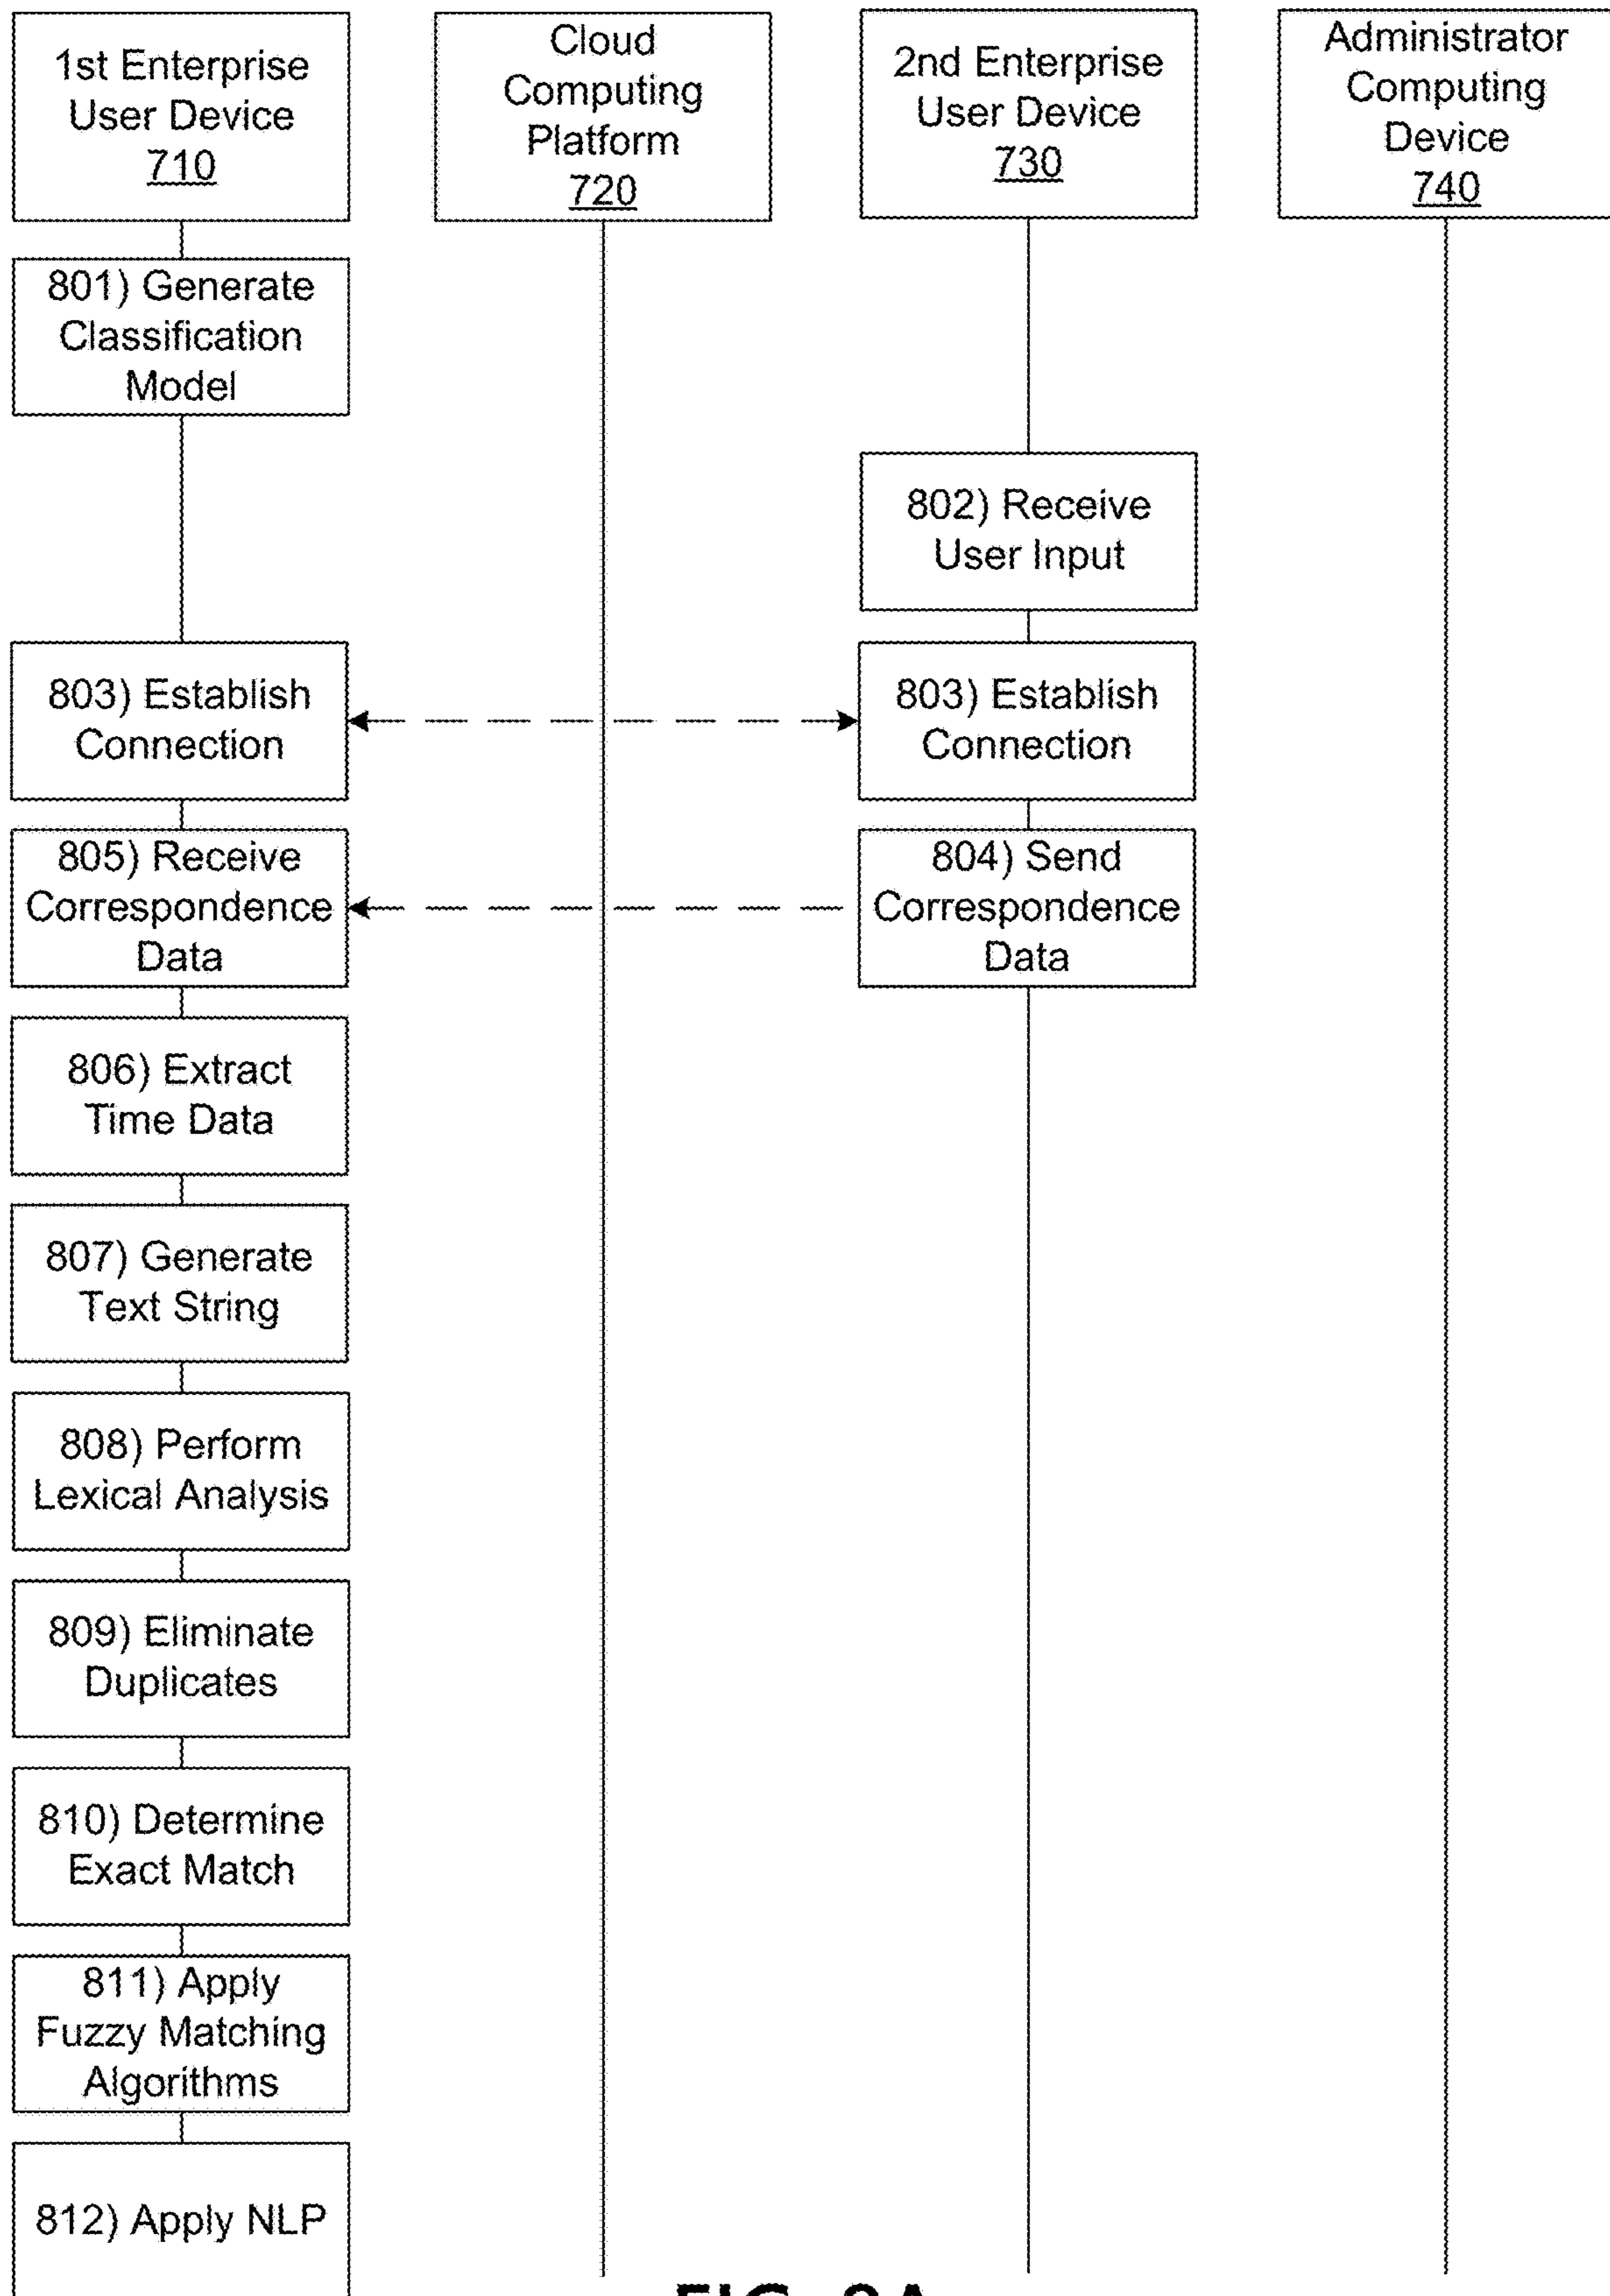 1st Enterprise
User Device
710
Cloud
Computing
Platform
720
2nd Enterprise
User Device
730
Administrator
Computing
Device
740
801) Generate
Classification
Model
802) Receive
User Input
803) Establish
Connection
803) Establish
Connection
805) Receive
Correspondence
Data
804) Send
Correspondence
Data
806) Extract
Time Data
807) Generate
Text String
808) Perform
Lexical Analysis
809) Eliminate
Duplicates
810) Determine
Exact Match
811) Apply
Fuzzy Matching
Algorithms
812) Apply NLP